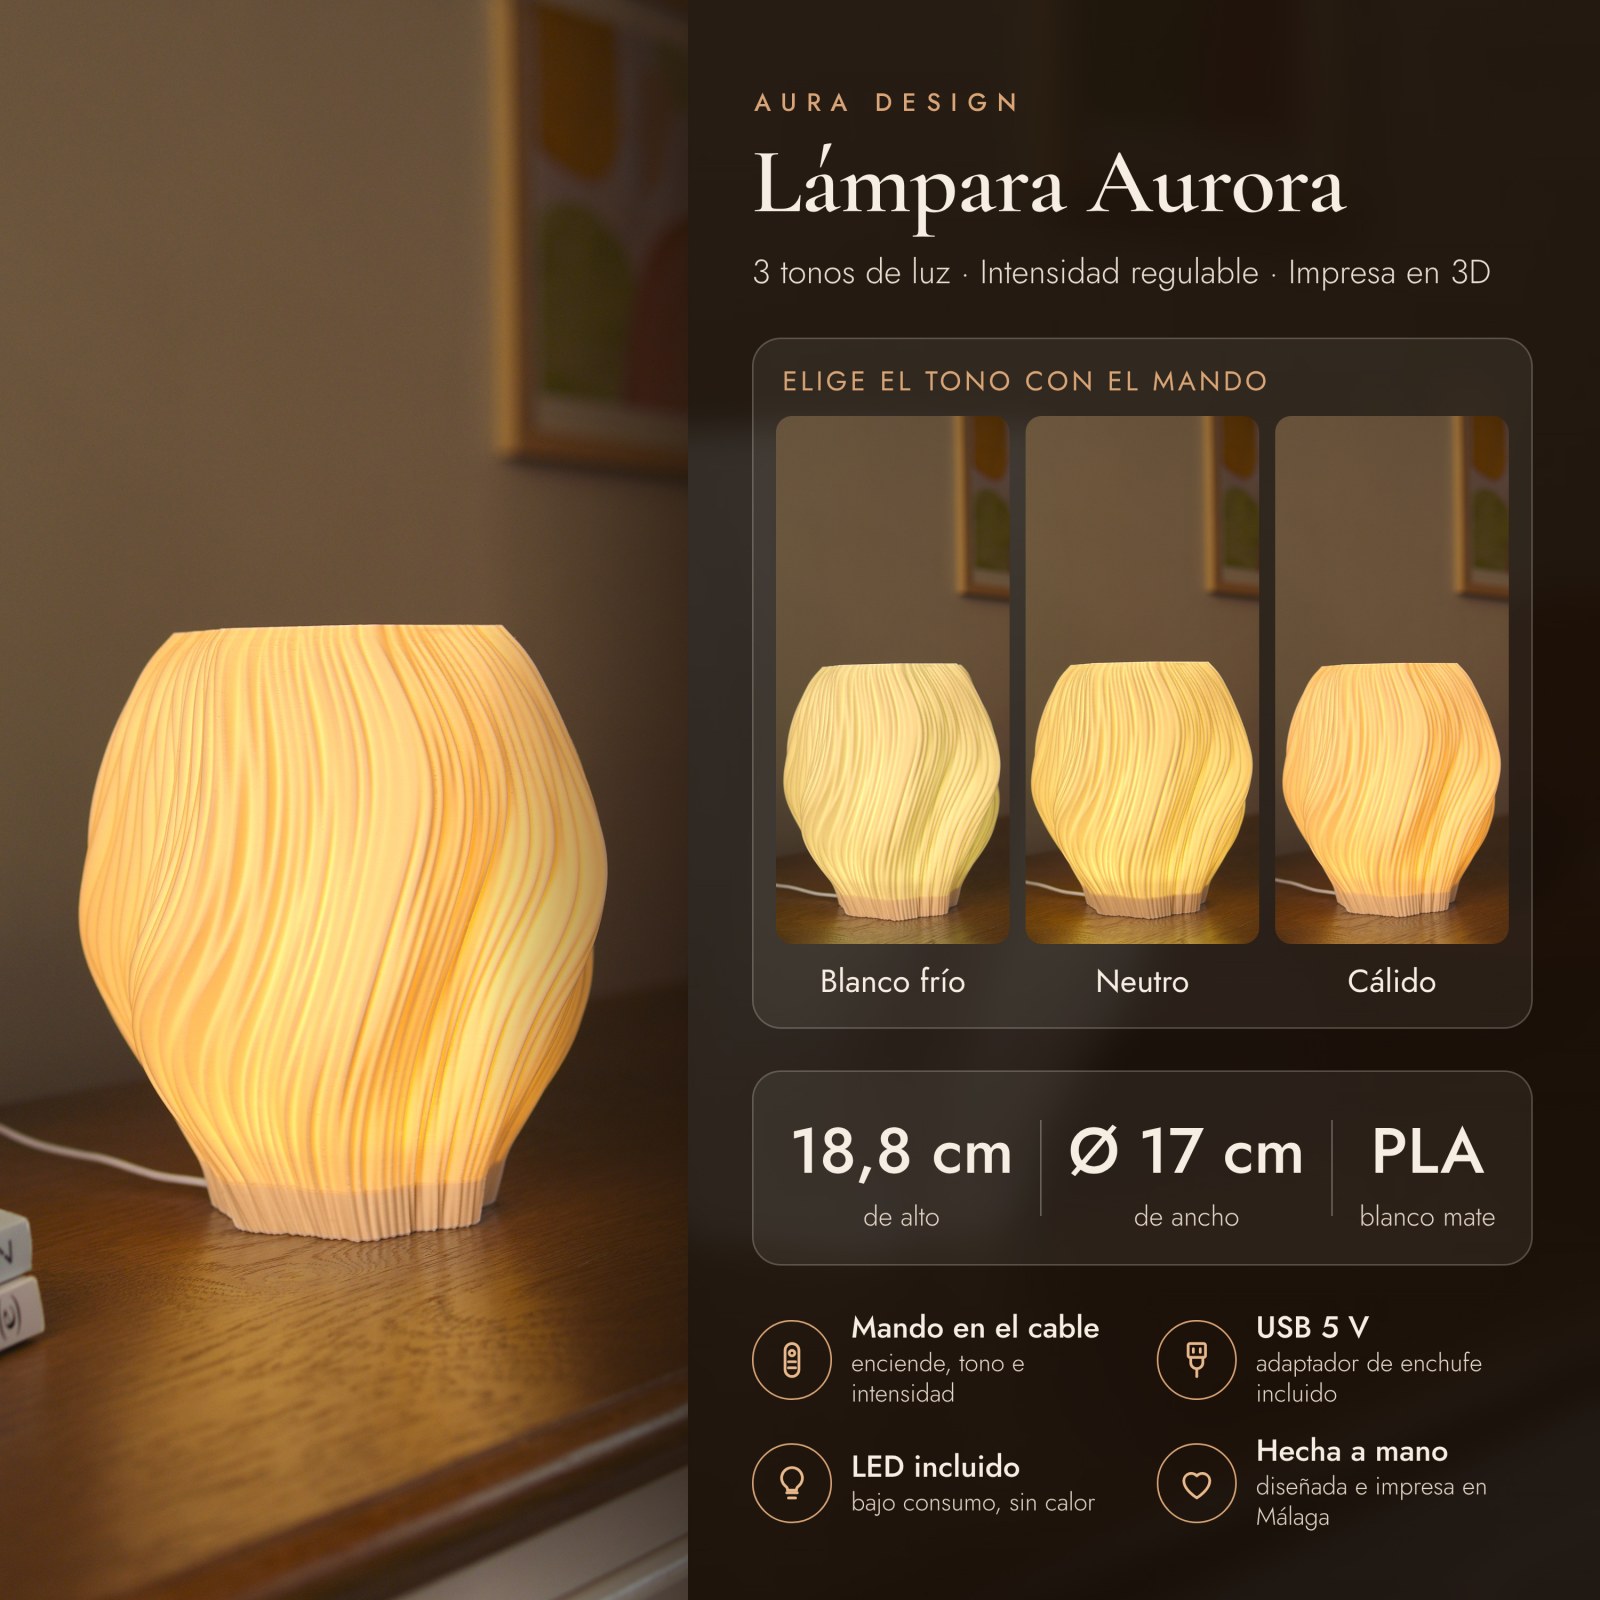 AURA DESIGN
Lámpara Aurora
3 tonos de luz · Intensidad regulable · Impresa en 3D
ELIGE EL TONO CON EL MANDO
Blanco frío
Neutro
Cálido
18,8 cm
de alto
Ø 17 cm
de ancho
PLA
blanco mate
Mando en el cable
enciende, tono e
intensidad
USB 5 V
adaptador de enchufe
incluido
LED incluido
bajo consumo, sin calor
Hecha a mano
diseñada e impresa en
Málaga